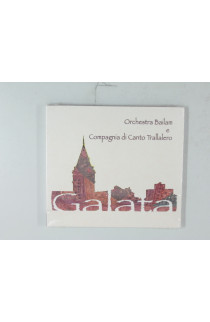 Orchestra Bailam
e
Compagnia di Canto Trallalero
Galata